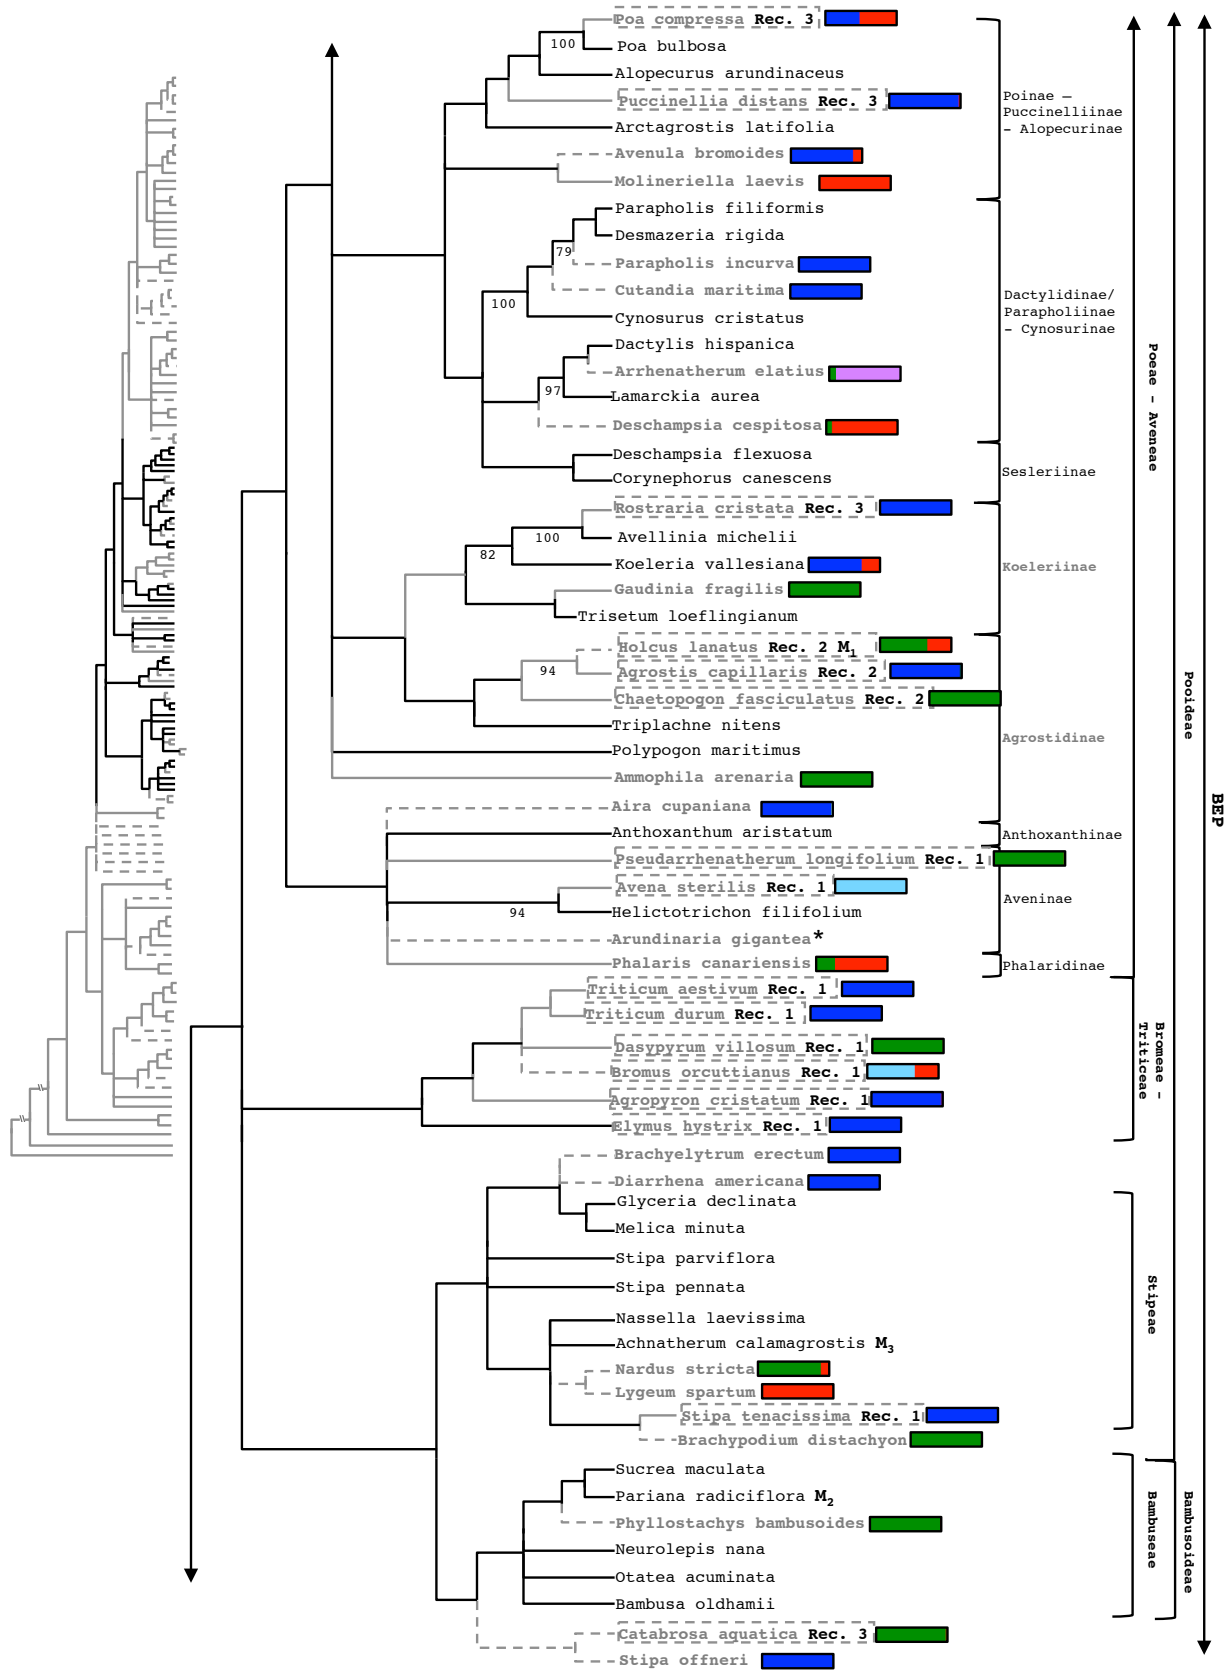 Poa compressa Rec. 3
100
Poa bulbosa
Alopecurus arundinaceus
Puccinellia distans Rec. 3
Arctagrostis latifolia
Avenula bromoides
Molineriella laevis
Poinae –
Puccinelliinae
– Alopecurinae
Parapholis filiformis
Desmazeria rigida
79
Parapholis incurva
Cutandia maritima
100
Cynosurus cristatus
Dactylis hispanica
Arrhenatherum elatius
97
Lamarckia aurea
Deschampsia cespitosa
Dactylidinae/
Parapholiinae
– Cynosurinae
Deschampsia flexuosa
Corynephorus canescens
Sesleriinae
Rostraria cristata Rec. 3
100
Avellinia michelii
82
Koeleria vallesiana
Gaudinia fragilis
Trisetum loeflingianum
Koeleriinae
Holcus lanatus Rec. 2 M1
94
Agrostis capillaris Rec. 2
Chaetopogon fasciculatus Rec. 2
Triplachne nitens
Polypogon maritimus
Ammophila arenaria
Agrostidinae
Aira cupaniana
Anthoxanthum aristatum
Anthoxanthinae
Pseudarrhenatherum longifolium Rec. 1
Avena sterilis Rec. 1
94
Helictotrichon filifolium
Aveninae
Arundinaria gigantea*
Phalaris canariensis
Phalaridinae
Triticum aestivum Rec. 1
Triticum durum Rec. 1
Dasypyrum villosum Rec. 1
Bromus orcuttianus Rec. 1
Agropyron cristatum Rec. 1
Elymus hystrix Rec. 1
Brachyelytrum erectum
Diarrhena americana
Glyceria declinata
Melica minuta
Stipa parviflora
Stipa pennata
Nassella laevissima
Achnatherum calamagrostis M3
Nardus stricta
Lygeum spartum
Stipa tenacissima Rec. 1
Brachypodium distachyon
Sucrea maculata
Pariana radiciflora M2
Phyllostachys bambusoides
Neurolepis nana
Otatea acuminata
Bambusa oldhamii
Catabrosa aquatica Rec. 3
Stipa offneri
Poeae – Aveneae
Bromeae –
Triticeae
Stipeae
Bambuseae
Pooideae
Bambusoideae
BEP